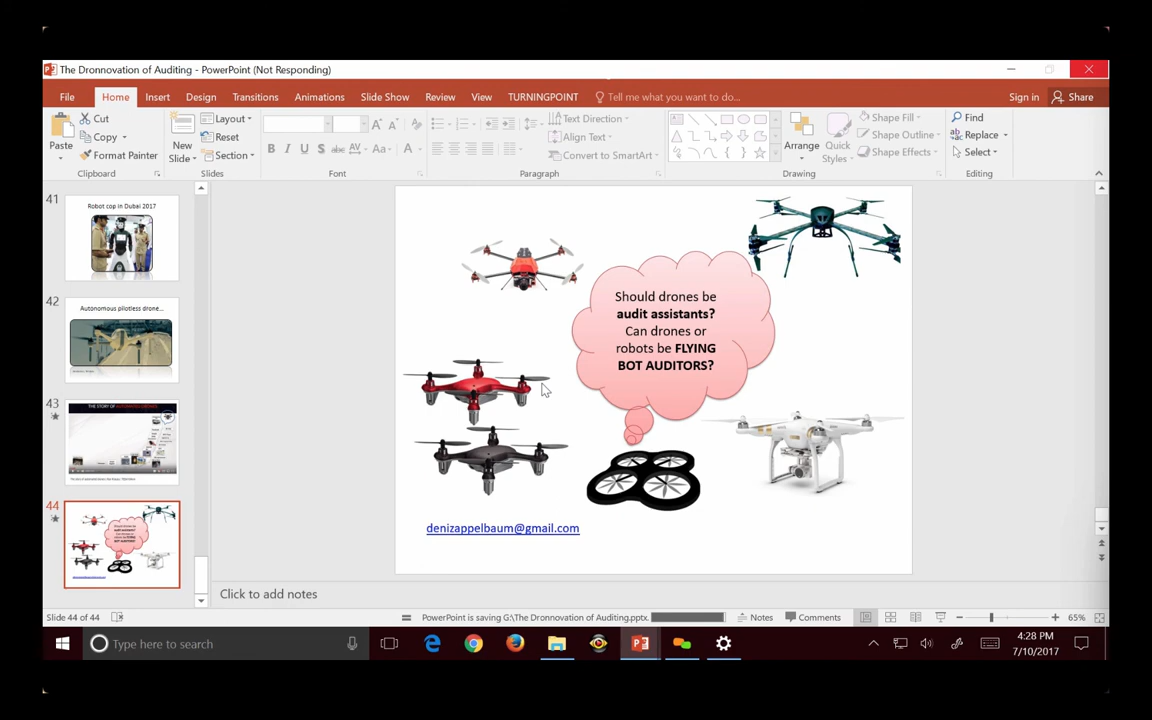 The Dronnovation of Auditing - PowerPoint (Not Responding)
File Home Insert Design Transitions Animations Slide Show Review View TURNINGPOINT Tell me what you want to do... Sign in Share
Paste
Cut
Copy
Format Painter
Clipboard
New
Slide
Layout
Reset
Section
Slides
Font
Text Direction
Align Text
Convert to SmartArt
Paragraph
Arrange
Quick
Styles
Shape Fill
Shape Outline
Shape Effects
Drawing
Find
Replace
Select
Editing
41
Robot cop in Dubai 2017
42
Autonomous pilotless drone...
43
THE STORY OF AUTOMATED DRONES
44
Should drones be
audit assistants?
Can drones or
robots be FLYING
BOT AUDITORS?
denizappelbaum@gmail.com
Click to add notes
Slide 44 of 44
PowerPoint is saving G:\The Dronnovation of Auditing.pptx.
Notes
Comments
65%
Type here to search
4:28 PM
7/10/2017